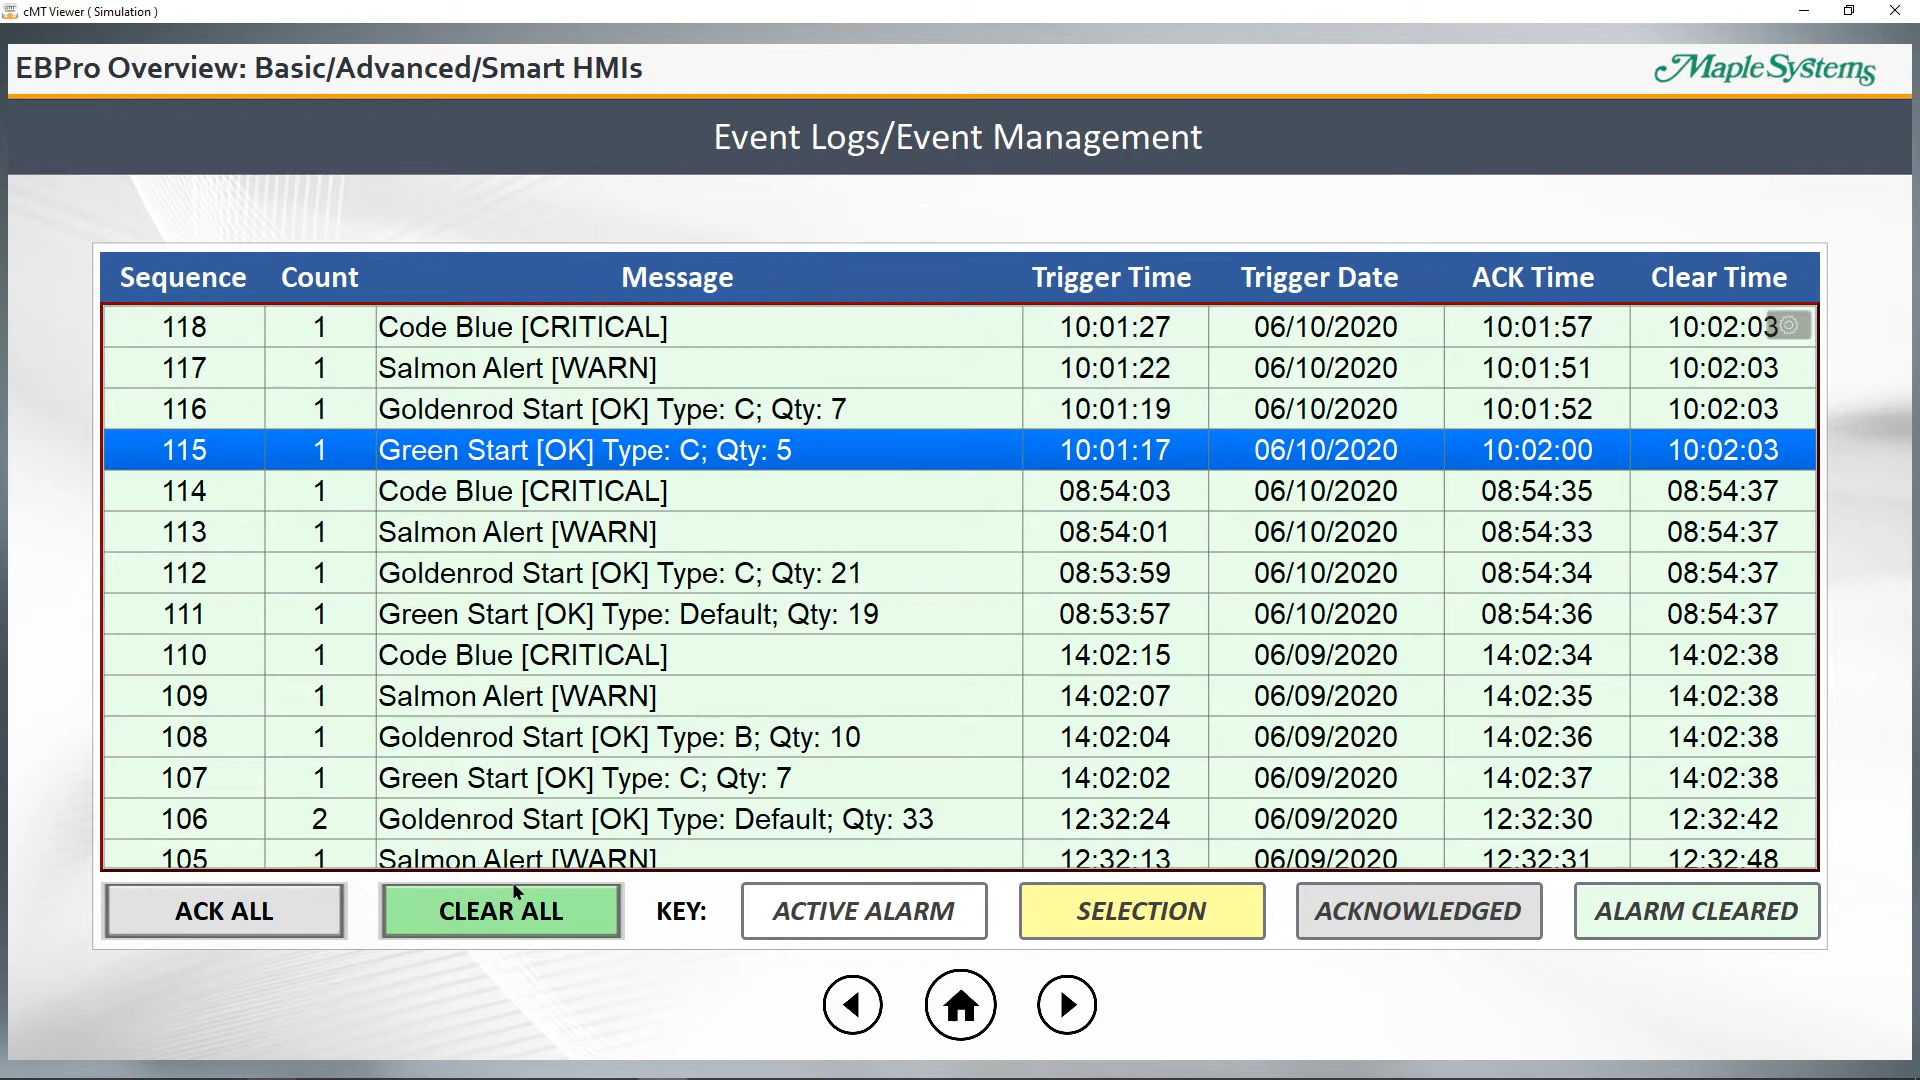 cMT Viewer ( Simulation )
EBPro Overview: Basic/Advanced/Smart HMIs
Maple Systems
Event Logs/Event Management
Sequence Count Message Trigger Time Trigger Date ACK Time Clear Time
118 1 Code Blue [CRITICAL] 10:01:27 06/10/2020 10:01:57 10:02:03
117 1 Salmon Alert [WARN] 10:01:22 06/10/2020 10:01:51 10:02:03
116 1 Goldenrod Start [OK] Type: C; Qty: 7 10:01:19 06/10/2020 10:01:52 10:02:03
115 1 Green Start [OK] Type: C; Qty: 5 10:01:17 06/10/2020 10:02:00 10:02:03
114 1 Code Blue [CRITICAL] 08:54:03 06/10/2020 08:54:35 08:54:37
113 1 Salmon Alert [WARN] 08:54:01 06/10/2020 08:54:33 08:54:37
112 1 Goldenrod Start [OK] Type: C; Qty: 21 08:53:59 06/10/2020 08:54:34 08:54:37
111 1 Green Start [OK] Type: Default; Qty: 19 08:53:57 06/10/2020 08:54:36 08:54:37
110 1 Code Blue [CRITICAL] 14:02:15 06/09/2020 14:02:34 14:02:38
109 1 Salmon Alert [WARN] 14:02:07 06/09/2020 14:02:35 14:02:38
108 1 Goldenrod Start [OK] Type: B; Qty: 10 14:02:04 06/09/2020 14:02:36 14:02:38
107 1 Green Start [OK] Type: C; Qty: 7 14:02:02 06/09/2020 14:02:37 14:02:38
106 2 Goldenrod Start [OK] Type: Default; Qty: 33 12:32:24 06/09/2020 12:32:30 12:32:42
105 1 Salmon Alert [WARN] 12:32:13 06/09/2020 12:32:31 12:32:48
ACK ALL CLEAR ALL KEY: ACTIVE ALARM SELECTION ACKNOWLEDGED ALARM CLEARED